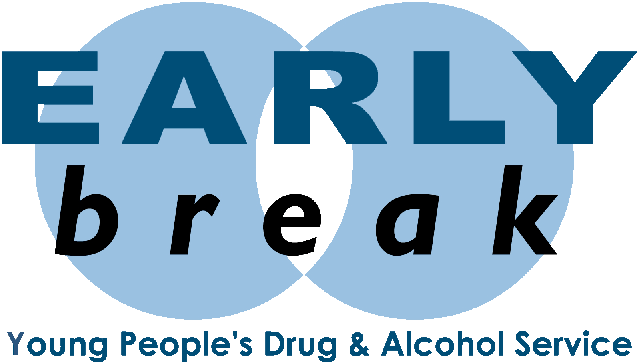 EARLY
break
Young People's Drug & Alcohol Service